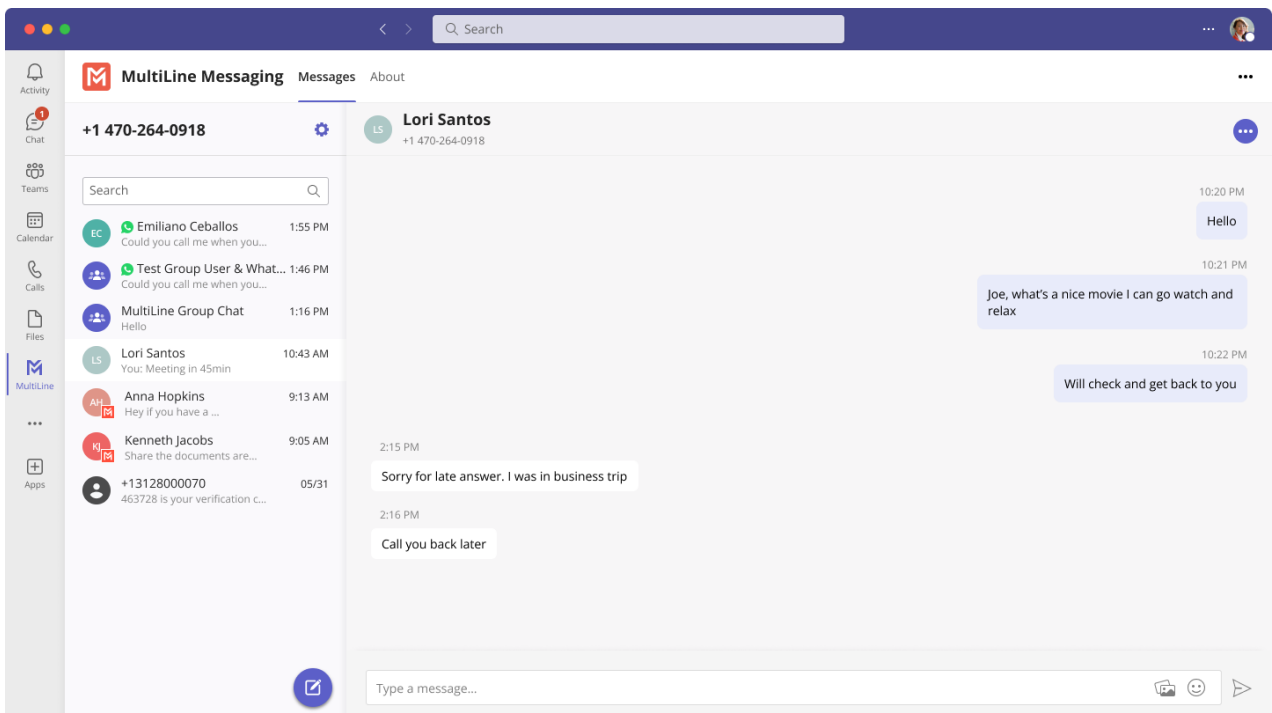 Search
Activity
1
Chat
Teams
Calendar
Calls
Files
MultiLine
Apps
MultiLine Messaging
Messages
About
+1 470-264-0918
Search
EC
Emiliano Ceballos
1:55 PM
Could you call me when you...
Test Group User & What...
1:46 PM
Could you call me when you...
MultiLine Group Chat
1:16 PM
Hello
LS
Lori Santos
10:43 AM
You: Meeting in 45min
AH
Anna Hopkins
9:13 AM
Hey if you have a ...
KJ
Kenneth Jacobs
9:05 AM
Share the documents are...
+13128000070
05/31
463728 is your verification c...
LS
Lori Santos
+1 470-264-0918
10:20 PM
Hello
10:21 PM
Joe, what's a nice movie I can go watch and
relax
10:22 PM
Will check and get back to you
2:15 PM
Sorry for late answer. I was in business trip
2:16 PM
Call you back later
Type a message...